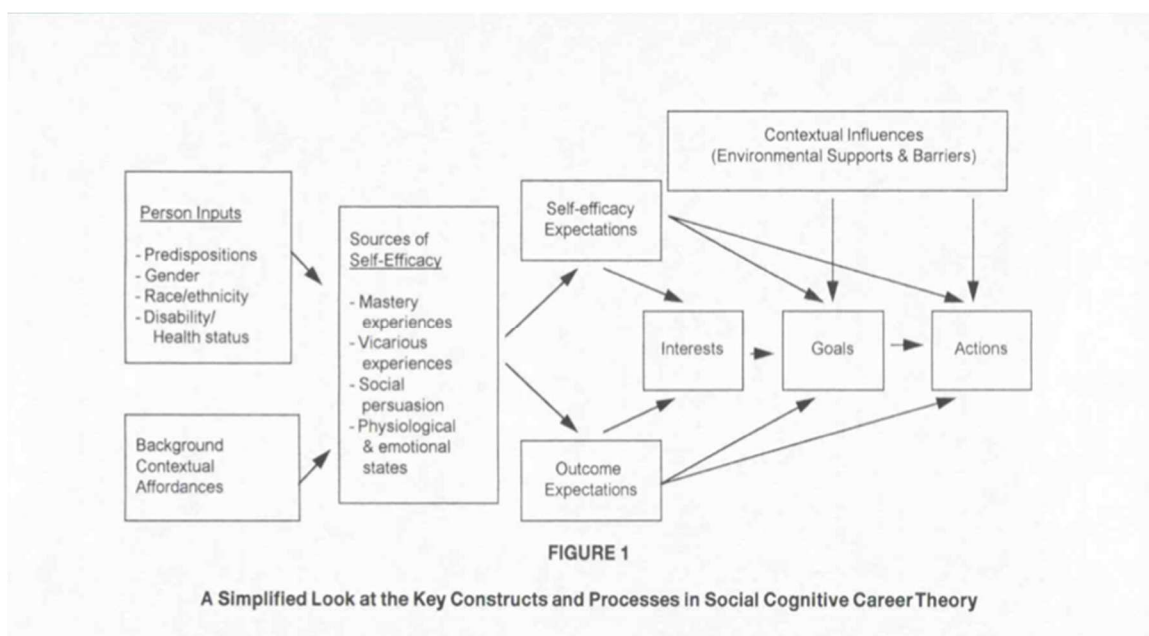 Person Inputs
- Predispositions
- Gender
- Race/ethnicity
- Disability/
Health status
Background
Contextual
Affordances
Sources of
Self-Efficacy
- Mastery
experiences
- Vicarious
experiences
- Social
persuasion
- Physiological
& emotional
states
Self-efficacy
Expectations
Outcome
Expectations
Contextual Influences
(Environmental Supports & Barriers)
Interests
Goals
Actions
FIGURE 1
A Simplified Look at the Key Constructs and Processes in Social Cognitive Career Theory